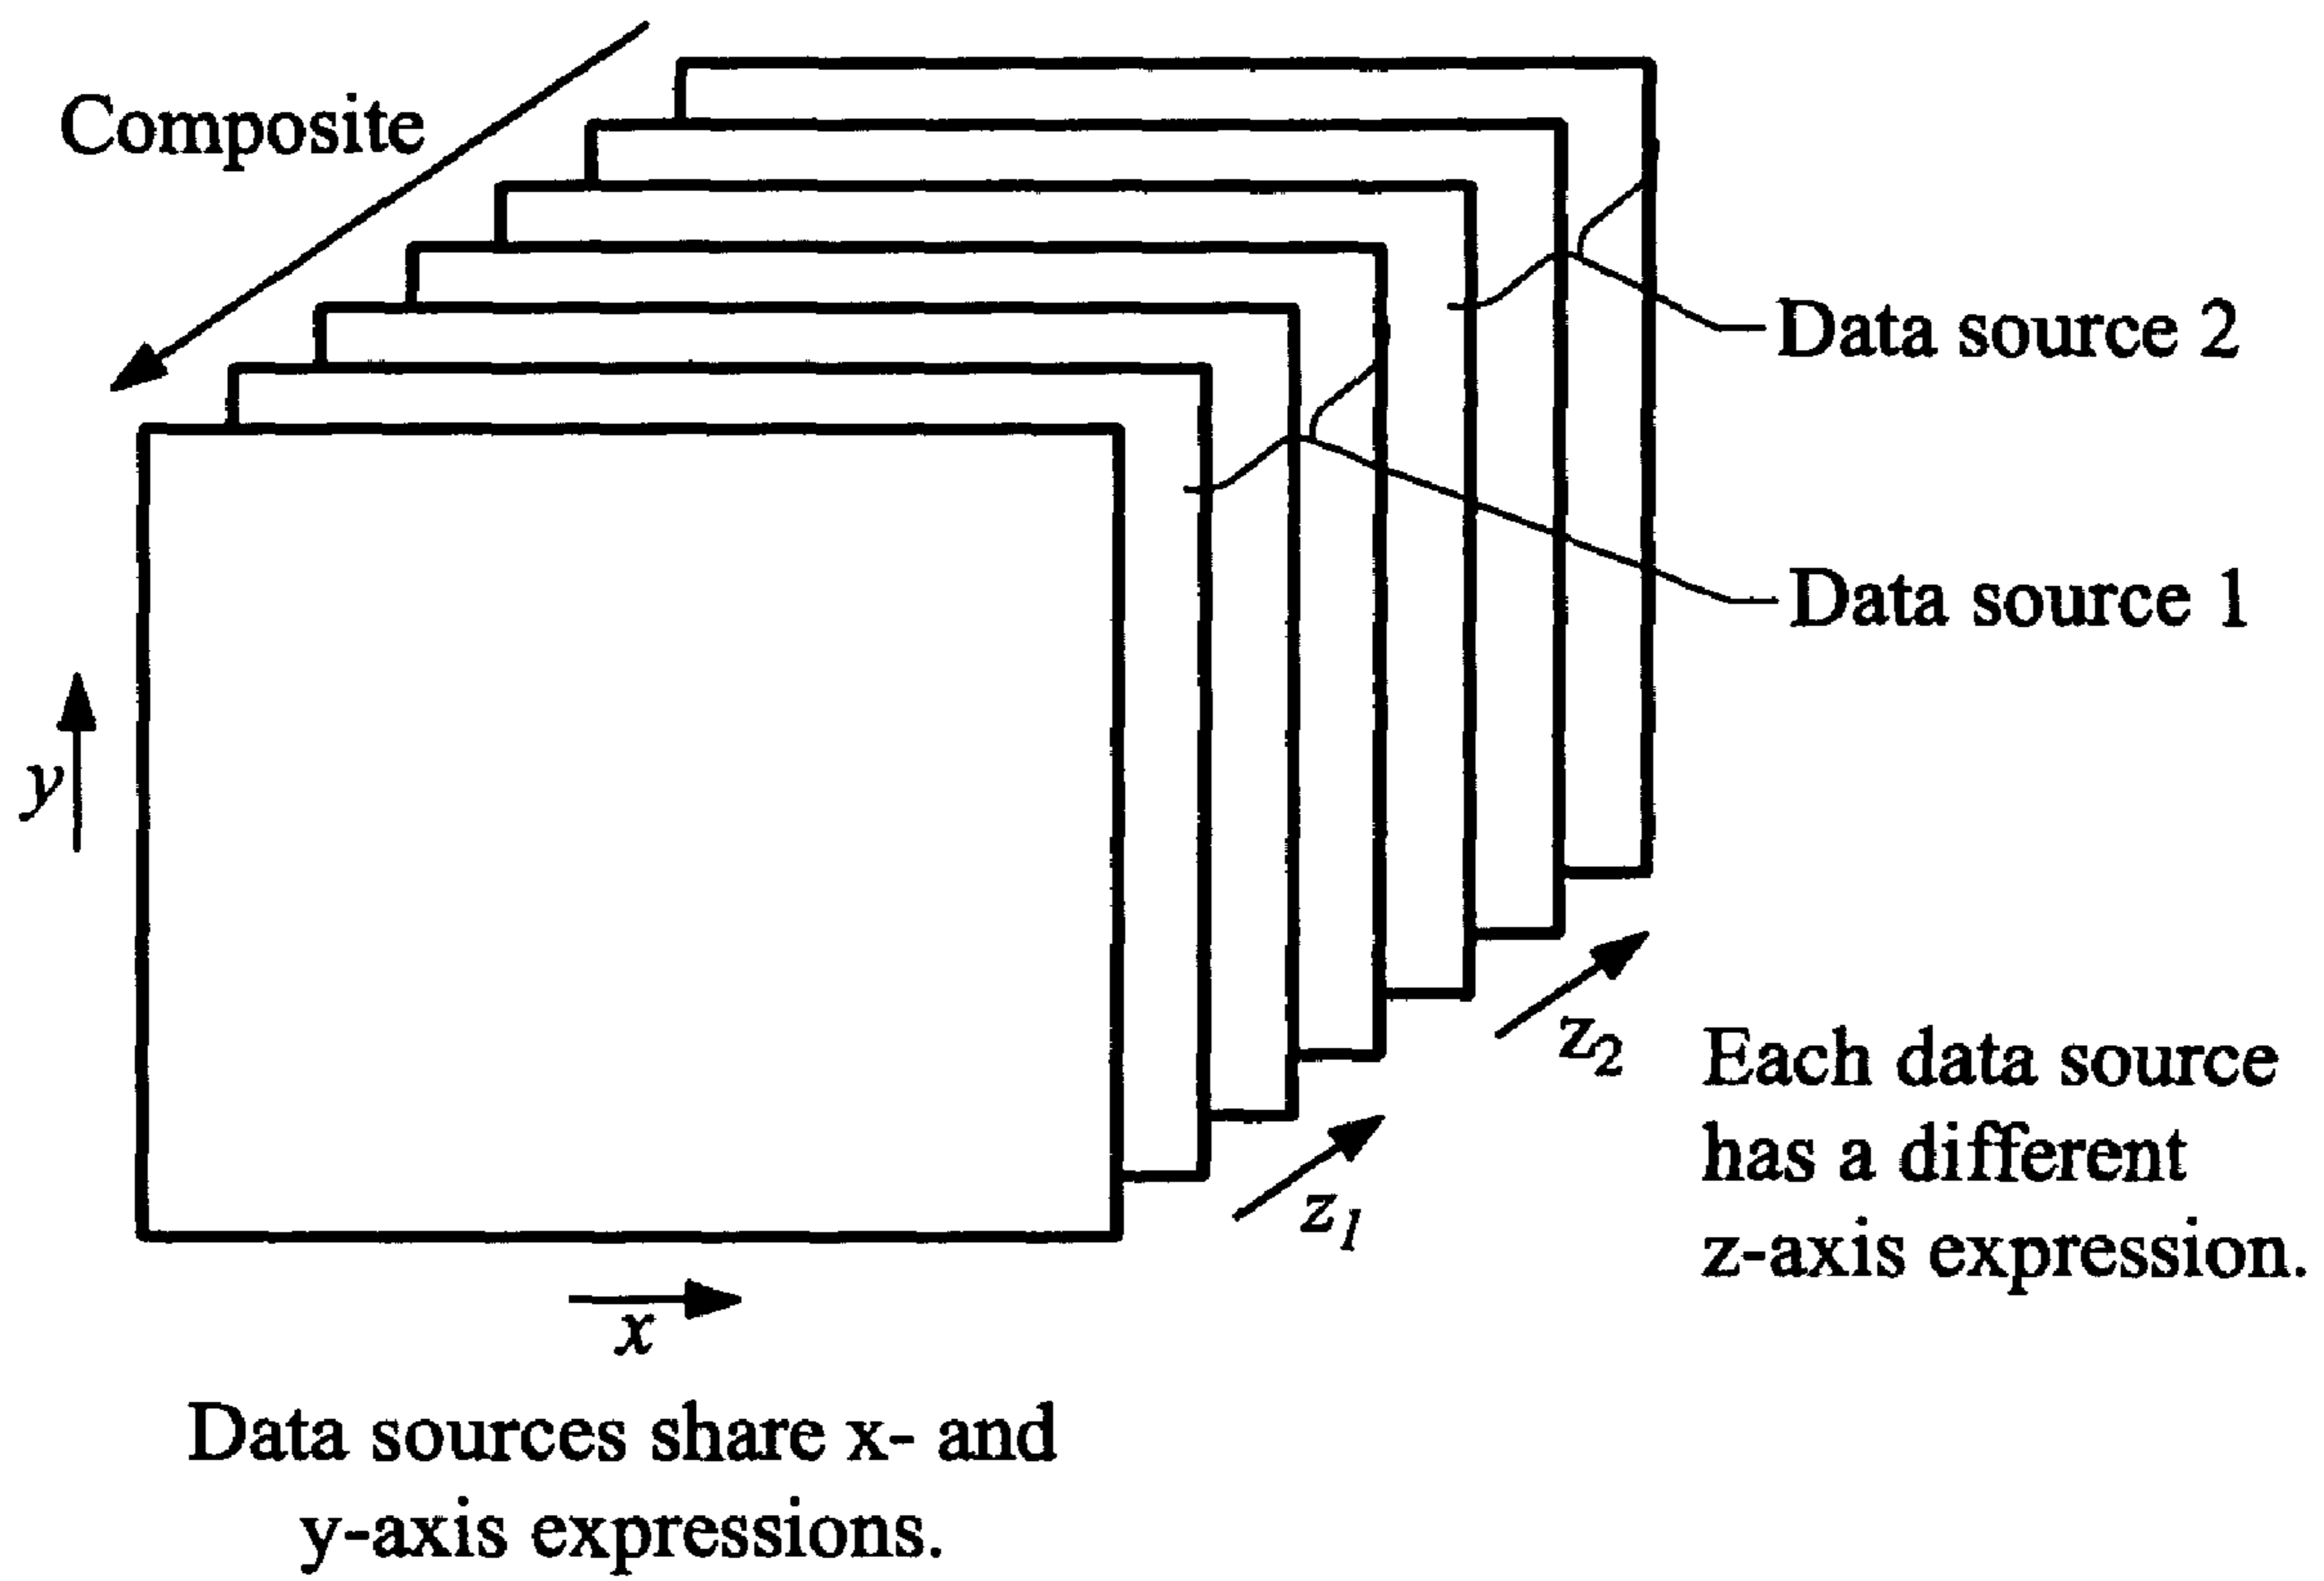 Composite
Data source 2
Data source 1
y
z2
z1
Each data source
has a different
z-axis expression.
x
Data sources share x- and
y-axis expressions.